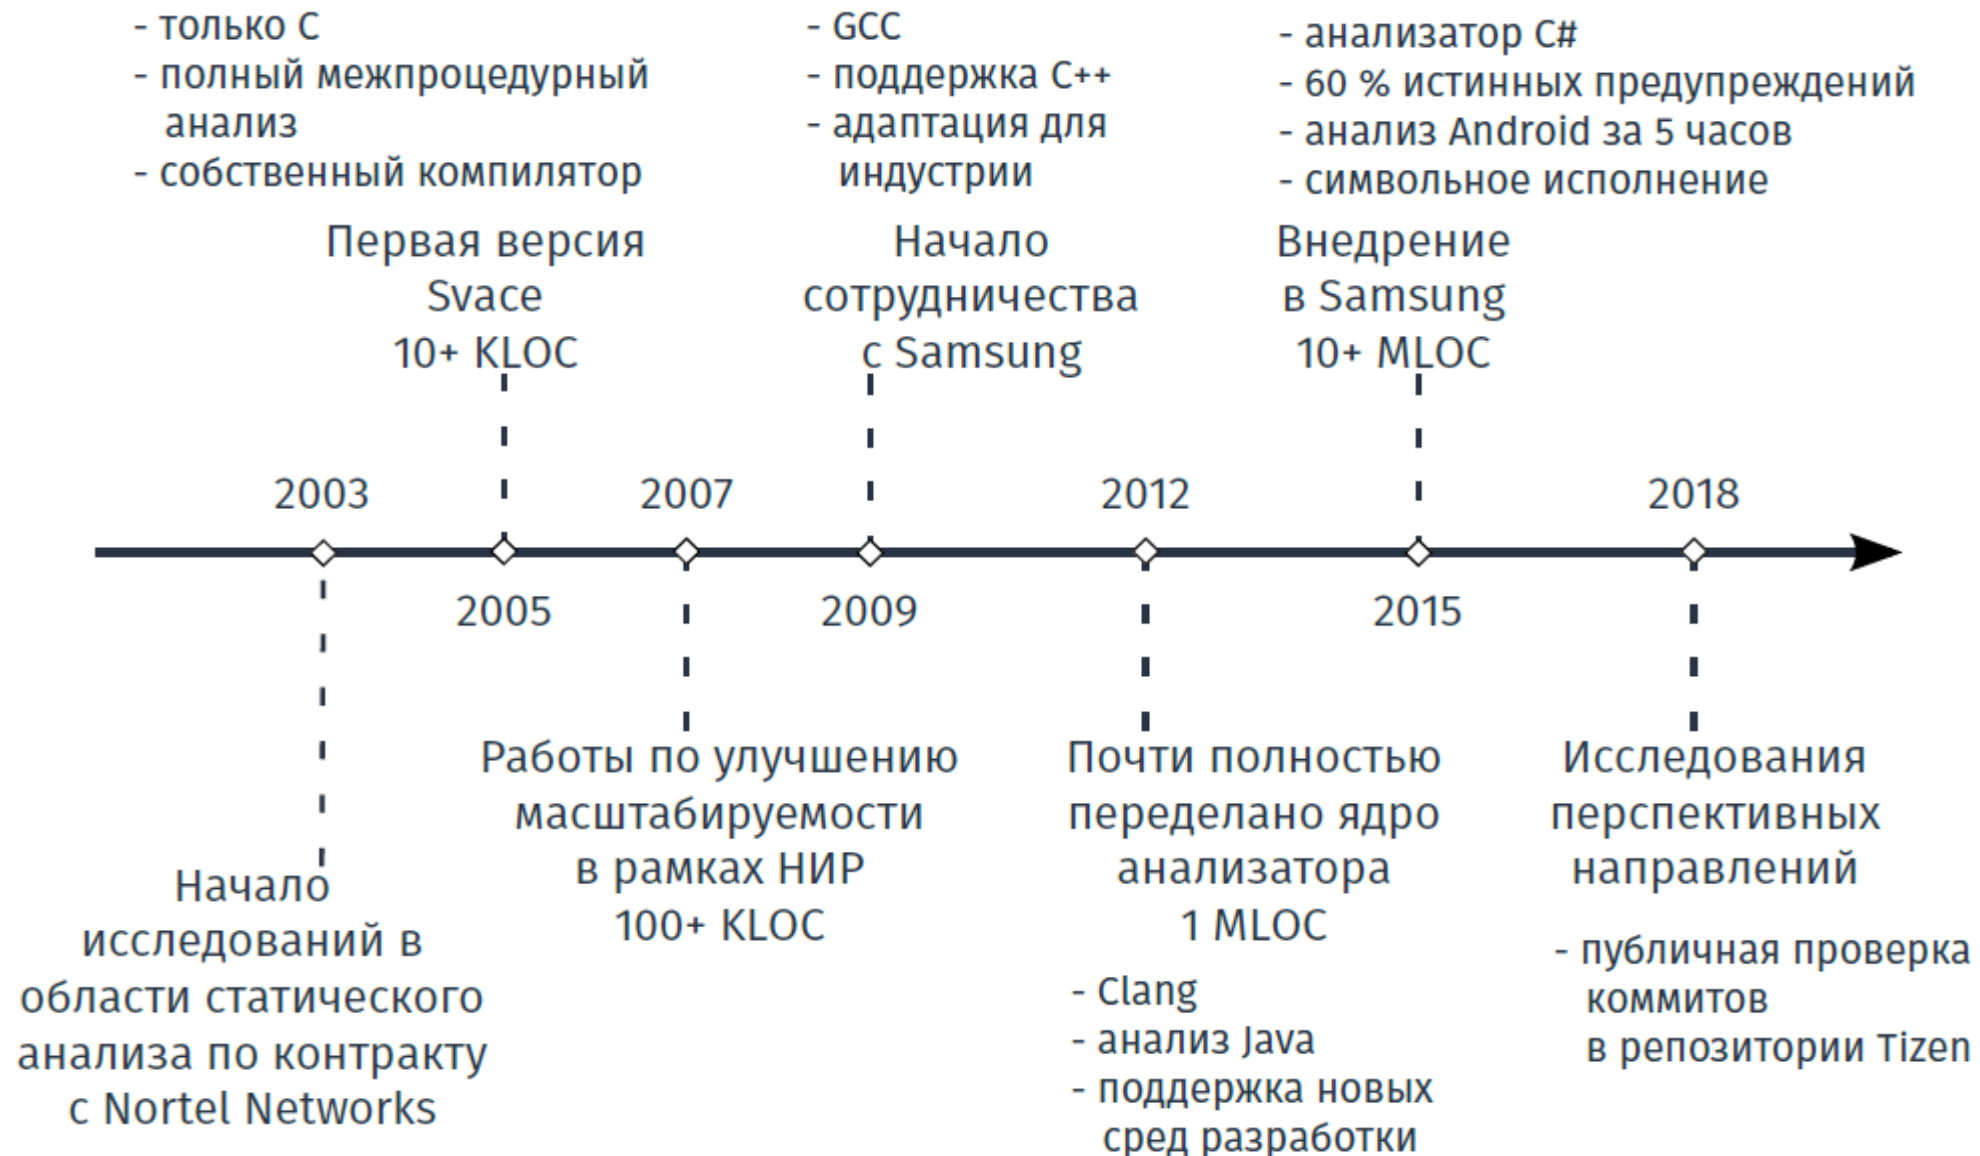 - только C
- полный межпроцедурный
анализ
- собственный компилятор
Первая версия
Svace
10+ KLOC
- GCC
- поддержка C++
- адаптация для
индустрии
Начало
сотрудничества
с Samsung
- анализатор C#
- 60 % истинных предупреждений
- анализ Android за 5 часов
- символьное исполнение
Внедрение
в Samsung
10+ MLOC
2003
2007
2012
2018
2005
2009
2015
Начало
исследований в
области статического
анализа по контракту
с Nortel Networks
Работы по улучшению
масштабируемости
в рамках НИР
100+ KLOC
Почти полностью
переделано ядро
анализатора
1 MLOC
- Clang
- анализ Java
- поддержка новых
сред разработки
Исследования
перспективных
направлений
- публичная проверка
коммитов
в репозитории Tizen